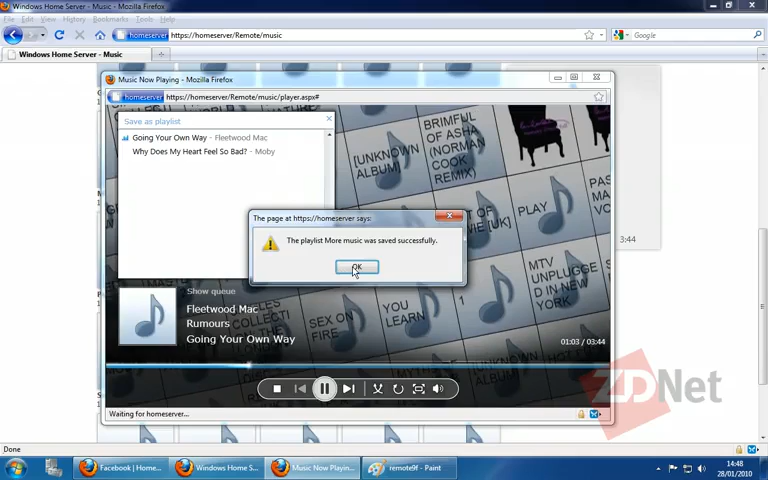 Windows Home Server - Music - Mozilla Firefox
File Edit View History Bookmarks Tools Help
homeserver https://homeserver/Remote/music
Google
Windows Home Server - Music
Music Now Playing - Mozilla Firefox
homeserver https://homeserver/Remote/music/player.aspx#
Save as playlist
Going Your Own Way - Fleetwood Mac
Why Does My Heart Feel So Bad? - Moby
[UNKNOWN ALBUM]
BRIMFUL OF ASHA (NORMAN COOK REMIX)
PLAY
The page at https://homeserver says:
The playlist More music was saved successfully.
OK
3:44
MTV UNPLUGGED IN NEW YORK
YOU LEARN
SEX ON FIRE
Show queue
Fleetwood Mac
Rumours
Going Your Own Way
01:03 / 03:44
ZDNet
Waiting for homeserver...
Done
Facebook | Home...
Windows Home S...
Music Now Playin...
remote9f - Paint
14:48
28/01/2010